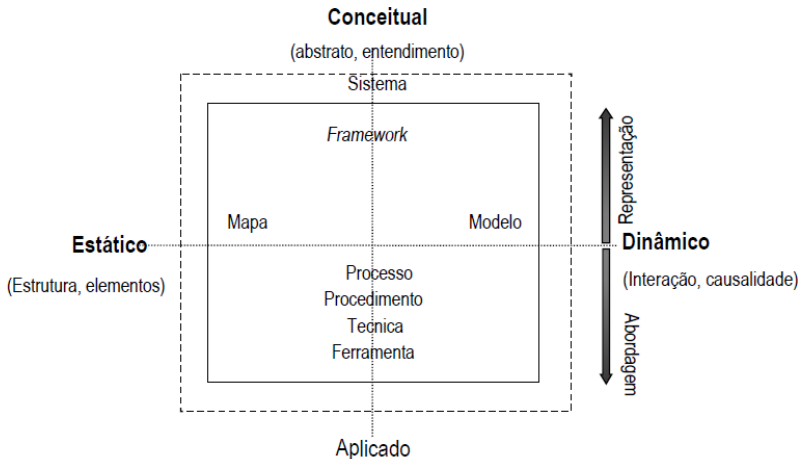 Conceitual
(abstrato, entendimento)
Sistema
Framework
Representação
Mapa
Modelo
Estático
Dinâmico
(Estrutura, elementos)
(Interação, causalidade)
Processo
Procedimento
Tecnica
Ferramenta
Abordagem
Aplicado